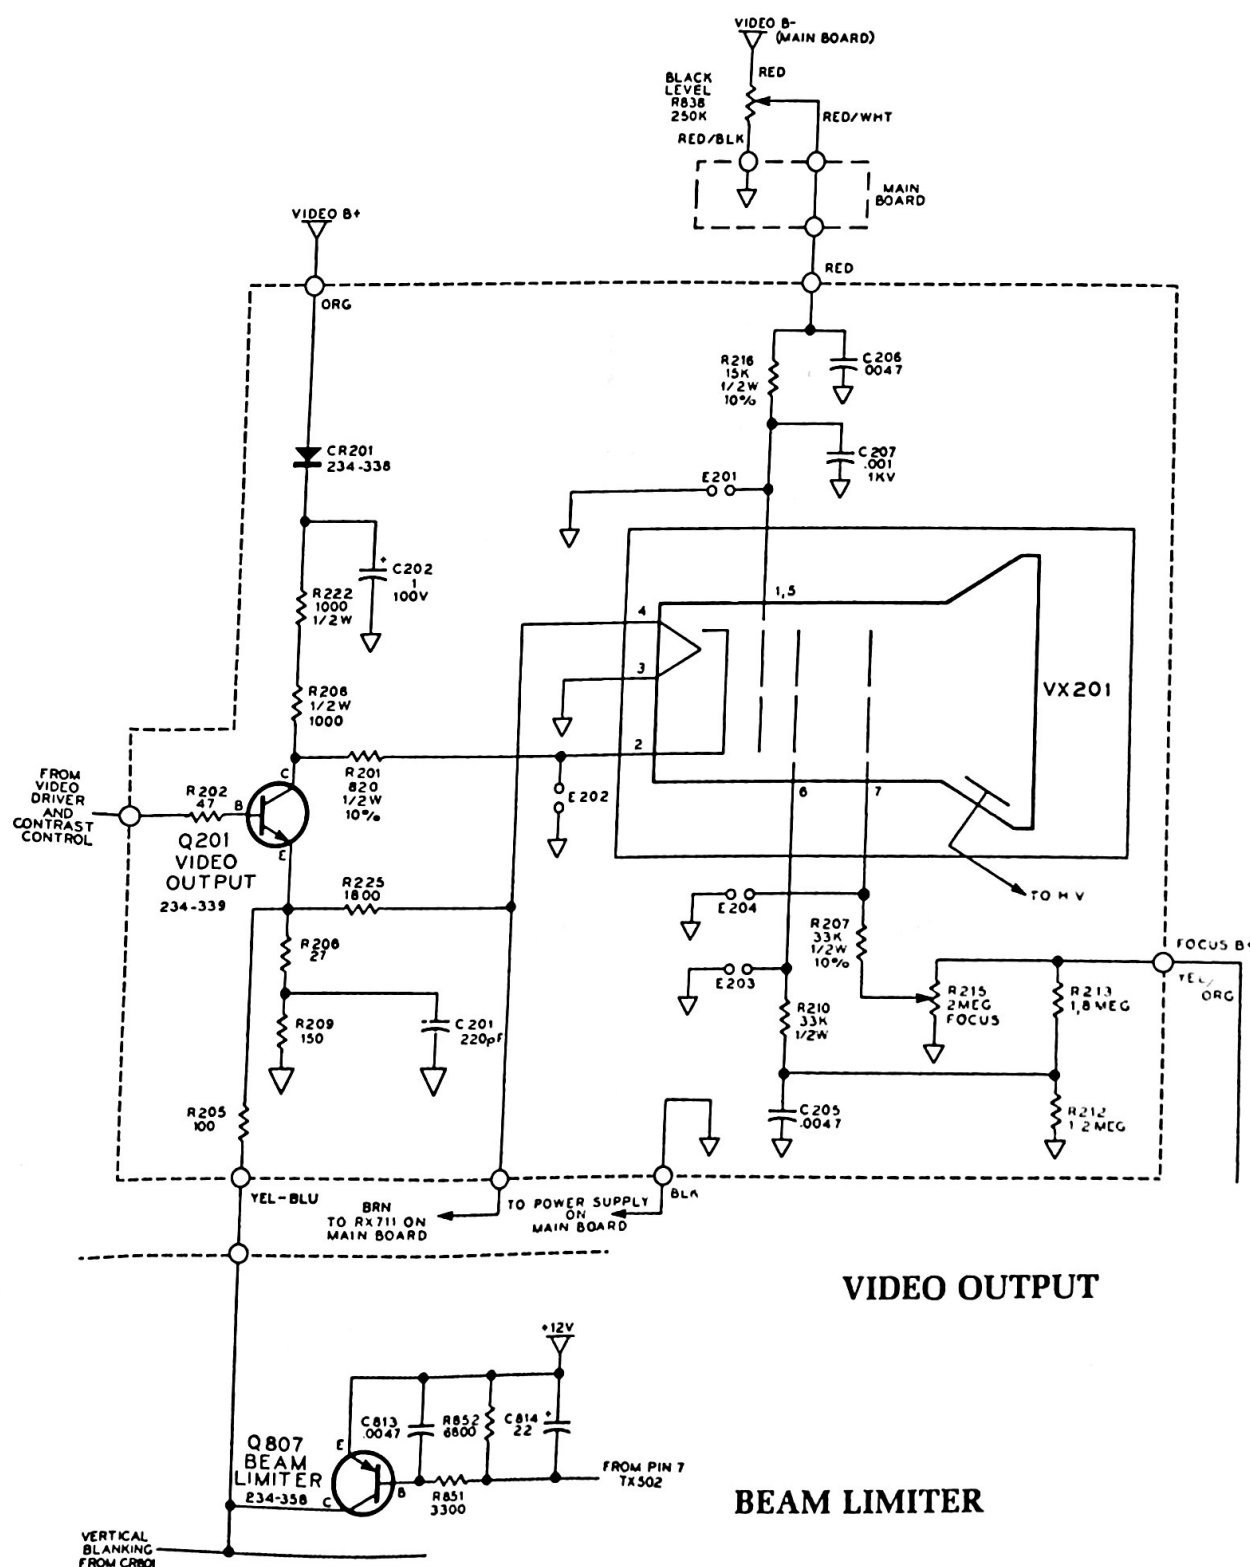 VIDEO B-
(MAIN BOARD)
RED
BLACK
LEVEL
R838
250K
RED/WHT
RED/BLK
MAIN
BOARD
VIDEO B+
RED
ORG
R216
15K
1/2W
10%
C206
.0047
CR201
234-338
C207
.001
1KV
E201
C202
+
1
100V
R222
1000
1/2W
1,5
4
3
VX201
R206
1/2W
1000
2
FROM
VIDEO
DRIVER
AND
CONTRAST
CONTROL
R202
47
B
C
E
R201
820
1/2W
10%
E202
6
7
Q201
VIDEO
OUTPUT
234-339
R225
1800
TO H V
E204
R207
33K
1/2W
10%
FOCUS B+
YEL/
ORG
R206
27
E203
R215
2MEG
FOCUS
R213
1,8MEG
R210
33K
1/2W
R209
150
C201
220pF
R205
100
C205
.0047
R212
1 2MEG
YEL-BLU
BRN
TO RX711 ON
MAIN BOARD
TO POWER SUPPLY
ON
MAIN BOARD
BLK
VIDEO OUTPUT
+12V
C813
.0047
R852
6800
C814
+
22
Q807
BEAM
LIMITER
234-358
E
C
B
R851
3300
FROM PIN 7
TX502
BEAM LIMITER
VERTICAL
BLANKING
FROM CR801